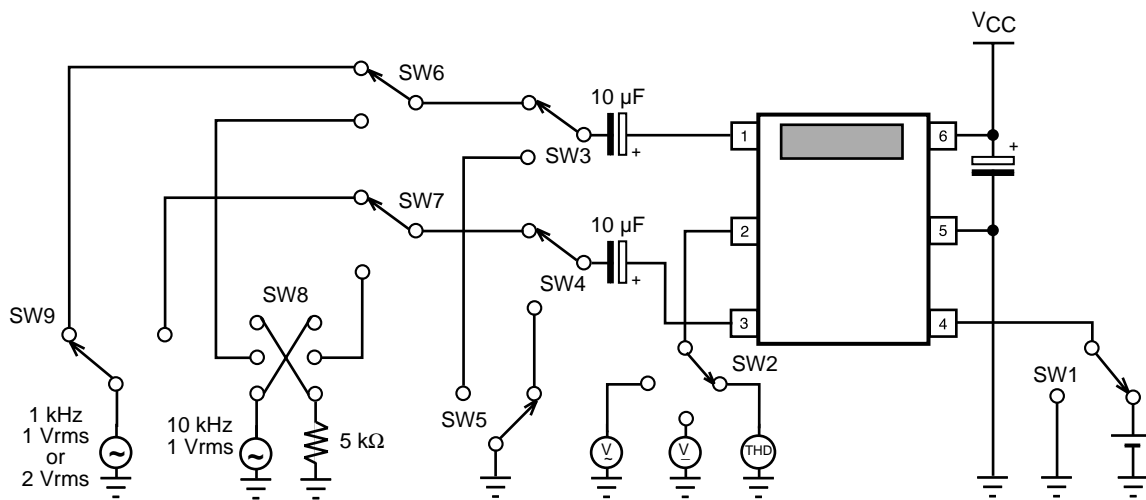 VCC
SW6
10 µF
+
SW3
1
6
+
SW7
10 µF
+
SW4
2
5
SW8
SW9
3
4
SW2
SW1
SW5
1 kHz
1 Vrms
or
2 Vrms
~
10 kHz
1 Vrms
~
5 kΩ
V
~
V
–
THD